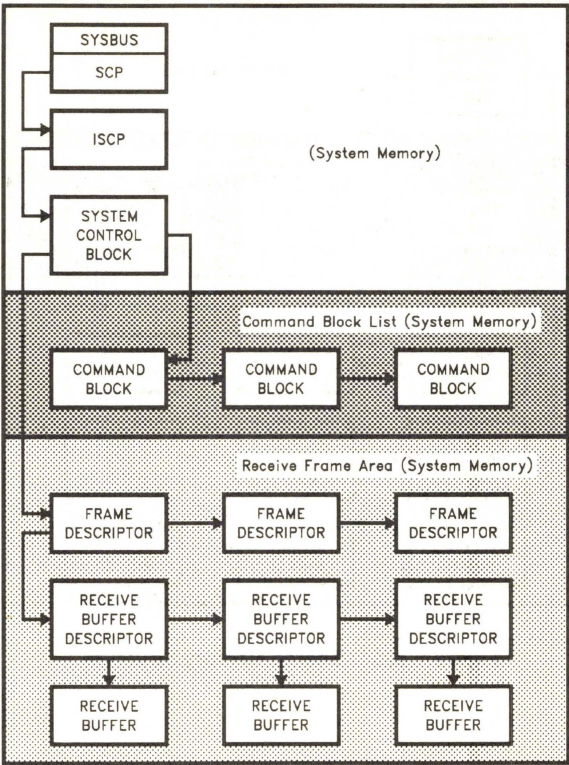 SYSBUS
SCP
ISCP
(System Memory)
SYSTEM
CONTROL
BLOCK
Command Block List (System Memory)
COMMAND
BLOCK
COMMAND
BLOCK
COMMAND
BLOCK
Receive Frame Area (System Memory)
FRAME
DESCRIPTOR
FRAME
DESCRIPTOR
FRAME
DESCRIPTOR
RECEIVE
BUFFER
DESCRIPTOR
RECEIVE
BUFFER
DESCRIPTOR
RECEIVE
BUFFER
DESCRIPTOR
RECEIVE
BUFFER
RECEIVE
BUFFER
RECEIVE
BUFFER